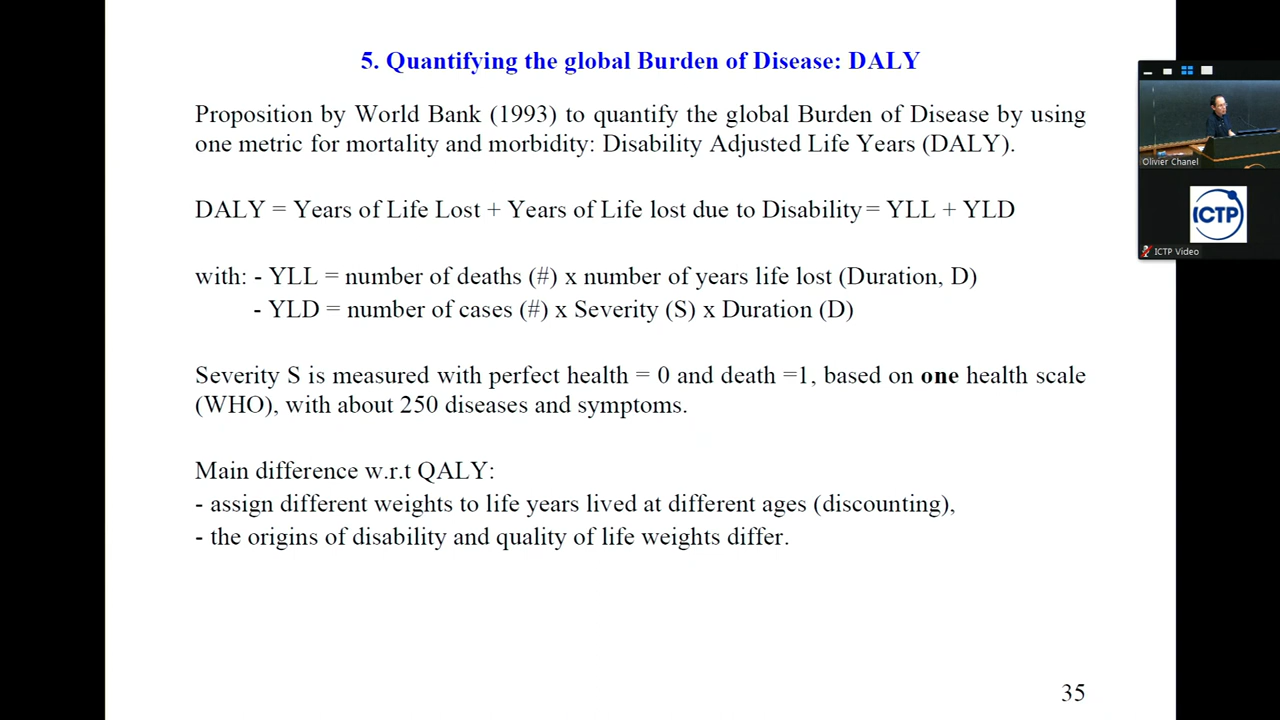 5. Quantifying the global Burden of Disease: DALY
Proposition by World Bank (1993) to quantify the global Burden of Disease by using
one metric for mortality and morbidity: Disability Adjusted Life Years (DALY).
DALY = Years of Life Lost + Years of Life lost due to Disability = YLL + YLD
with: - YLL = number of deaths (#) x number of years life lost (Duration, D)
- YLD = number of cases (#) x Severity (S) x Duration (D)
Severity S is measured with perfect health = 0 and death =1, based on one health scale
(WHO), with about 250 diseases and symptoms.
Main difference w.r.t QALY:
- assign different weights to life years lived at different ages (discounting),
- the origins of disability and quality of life weights differ.
35
Olivier Chanel
ICTP
ICTP Video